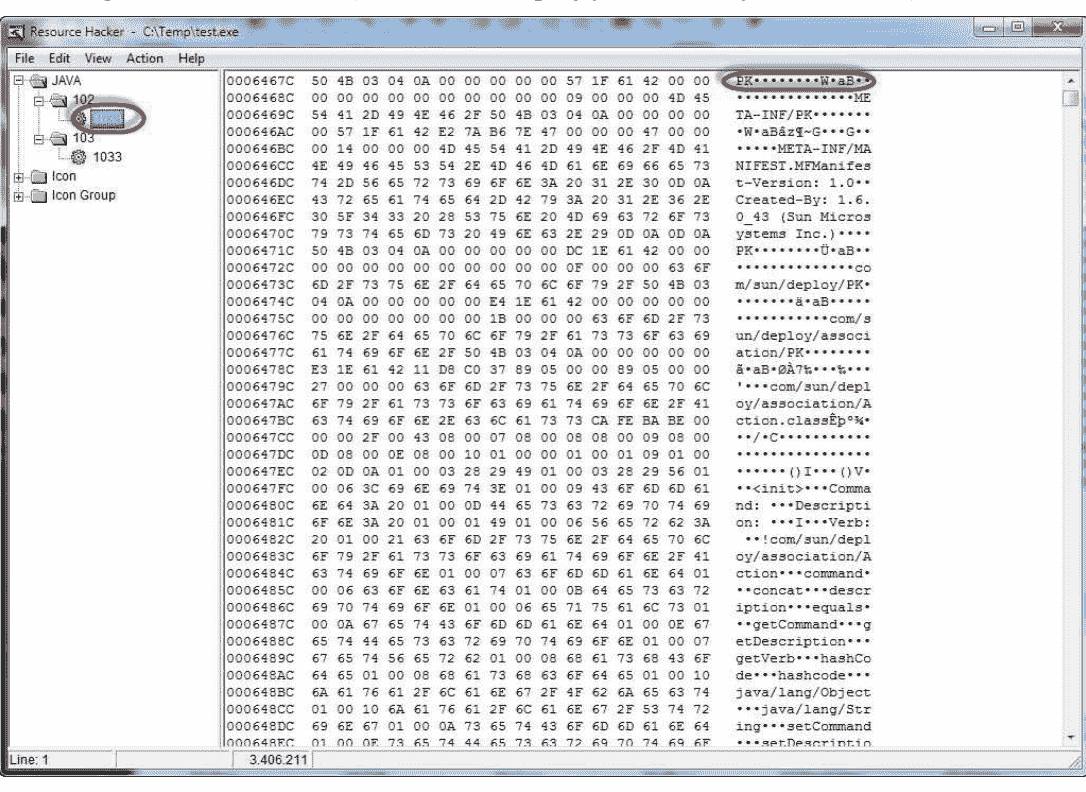 Resource Hacker - C:\Temp\test.exe
File Edit View Action Help
JAVA
102
103
1033
Icon
Icon Group
0006467C 50 4B 03 04 0A 00 00 00 00 00 57 1F 61 42 00 00 PK••••••••W•aB••
0006468C 00 00 00 00 00 00 00 00 00 00 09 00 00 00 4D 45 ••••••••••••••ME
0006469C 54 41 2D 49 4E 46 2F 50 4B 03 04 0A 00 00 00 00 TA-INF/PK•••••••
000646AC 00 57 1F 61 42 E2 7A B6 7E 47 00 00 00 47 00 00 •W•aBâz¶~G•••G••
000646BC 00 14 00 00 00 4D 45 54 41 2D 49 4E 46 2F 4D 41 •••••META-INF/MA
000646CC 4E 49 46 45 53 54 2E 4D 46 4D 61 6E 69 66 65 73 NIFEST.MFManifes
000646DC 74 2D 56 65 72 73 69 6F 6E 3A 20 31 2E 30 0D 0A t-Version: 1.0••
000646EC 43 72 65 61 74 65 64 2D 42 79 3A 20 31 2E 36 2E Created-By: 1.6.
000646FC 30 5F 34 33 20 28 53 75 6E 20 4D 69 63 72 6F 73 0_43 (Sun Micros
0006470C 79 73 74 65 6D 73 20 49 6E 63 2E 29 0D 0A 0D 0A ystems Inc.)••••
0006471C 50 4B 03 04 0A 00 00 00 00 00 DC 1E 61 42 00 00 PK••••••••Ü•aB••
0006472C 00 00 00 00 00 00 00 00 00 00 0F 00 00 00 63 6F ••••••••••••••co
0006473C 6D 2F 73 75 6E 2F 64 65 70 6C 6F 79 2F 50 4B 03 m/sun/deploy/PK•
0006474C 04 0A 00 00 00 00 00 E4 1E 61 42 00 00 00 00 00 •••••••ä•aB•••••
0006475C 00 00 00 00 00 00 00 1B 00 00 00 63 6F 6D 2F 73 •••••••••••com/s
0006476C 75 6E 2F 64 65 70 6C 6F 79 2F 61 73 73 6F 63 69 un/deploy/associ
0006477C 61 74 69 6F 6E 2F 50 4B 03 04 0A 00 00 00 00 00 ation/PK••••••••
0006478C E3 1E 61 42 11 D8 C0 37 89 05 00 00 89 05 00 00 ã•aB•ØÀ7‰•••‰•••
0006479C 27 00 00 00 63 6F 6D 2F 73 75 6E 2F 64 65 70 6C '•••com/sun/depl
000647AC 6F 79 2F 61 73 73 6F 63 69 61 74 69 6F 6E 2F 41 oy/association/A
000647BC 63 74 69 6F 6E 2E 63 6C 61 73 73 CA FE BA BE 00 ction.classÊþº¾•
000647CC 00 00 2F 00 43 08 00 07 08 00 08 08 00 09 08 00 ••/•C•••••••••••
000647DC 0D 08 00 0E 08 00 10 01 00 00 01 00 01 09 01 00 ••••••••••••••••
000647EC 02 0D 0A 01 00 03 28 29 49 01 00 03 28 29 56 01 ••••••()I•••()V•
000647FC 00 06 3C 69 6E 69 74 3E 01 00 09 43 6F 6D 6D 61 ••<init>•••Comma
0006480C 6E 64 3A 20 01 00 0D 44 65 73 63 72 69 70 74 69 nd: •••Descripti
0006481C 6F 6E 3A 20 01 00 01 49 01 00 06 56 65 72 62 3A on: •••I•••Verb:
0006482C 20 01 00 21 63 6F 6D 2F 73 75 6E 2F 64 65 70 6C ••!com/sun/depl
0006483C 6F 79 2F 61 73 73 6F 63 69 61 74 69 6F 6E 2F 41 oy/association/A
0006484C 63 74 69 6F 6E 01 00 07 63 6F 6D 6D 61 6E 64 01 ction•••command•
0006485C 00 06 63 6F 6E 63 61 74 01 00 0B 64 65 73 63 72 ••concat•••descr
0006486C 69 70 74 69 6F 6E 01 00 06 65 71 75 61 6C 73 01 iption•••equals•
0006487C 00 0A 67 65 74 43 6F 6D 6D 61 6E 64 01 00 0E 67 ••getCommand•••g
0006488C 65 74 44 65 73 63 72 69 70 74 69 6F 6E 01 00 07 etDescription•••
0006489C 67 65 74 56 65 72 62 01 00 08 68 61 73 68 43 6F getVerb•••hashCo
000648AC 64 65 01 00 08 68 61 73 68 63 6F 64 65 01 00 10 de•••hashcode•••
000648BC 6A 61 76 61 2F 6C 61 6E 67 2F 4F 62 6A 65 63 74 java/lang/Object
000648CC 01 00 10 6A 61 76 61 2F 6C 61 6E 67 2F 53 74 72 •••java/lang/Str
000648DC 69 6E 67 01 00 0A 73 65 74 43 6F 6D 6D 61 6E 64 ing•••setCommand
000648EC 01 00 0E 73 65 74 44 65 73 63 72 69 70 74 69 6F •••setDescriptio
Line: 1 3.406.211